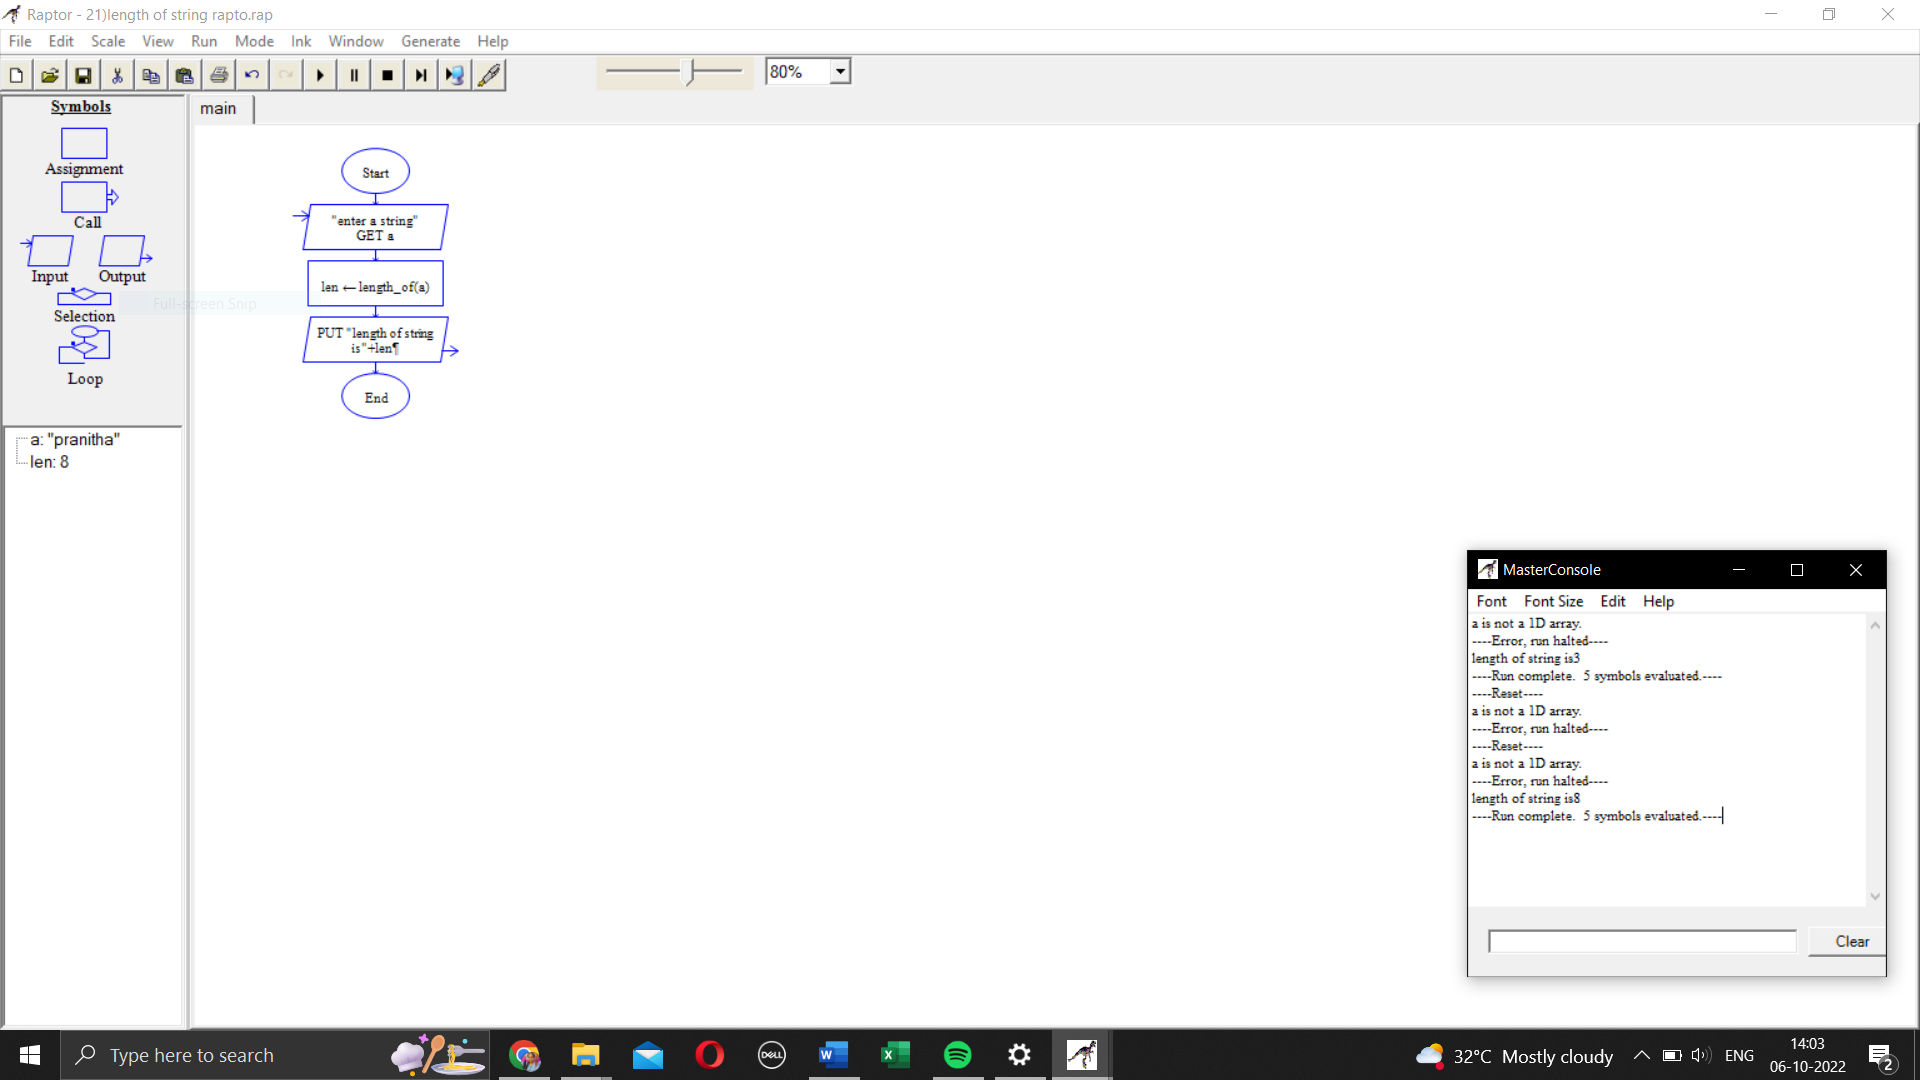 Raptor - 21)length of string rapto.rap
File Edit Scale View Run Mode Ink Window Generate Help
80%
Symbols
main
Assignment
Call
Input Output
Selection
Loop
Full-screen Snip
Start
"enter a string"
GET a
len ← length_of(a)
PUT "length of string
is"+len¶
End
a: "pranitha"
len: 8
MasterConsole
Font Font Size Edit Help
a is not a 1D array.
----Error, run halted----
length of string is3
----Run complete.  5 symbols evaluated.----
----Reset----
a is not a 1D array.
----Error, run halted----
----Reset----
a is not a 1D array.
----Error, run halted----
length of string is8
----Run complete.  5 symbols evaluated.----
Clear
Type here to search
DELL
W
X
32°C Mostly cloudy
ENG
14:03
06-10-2022
2